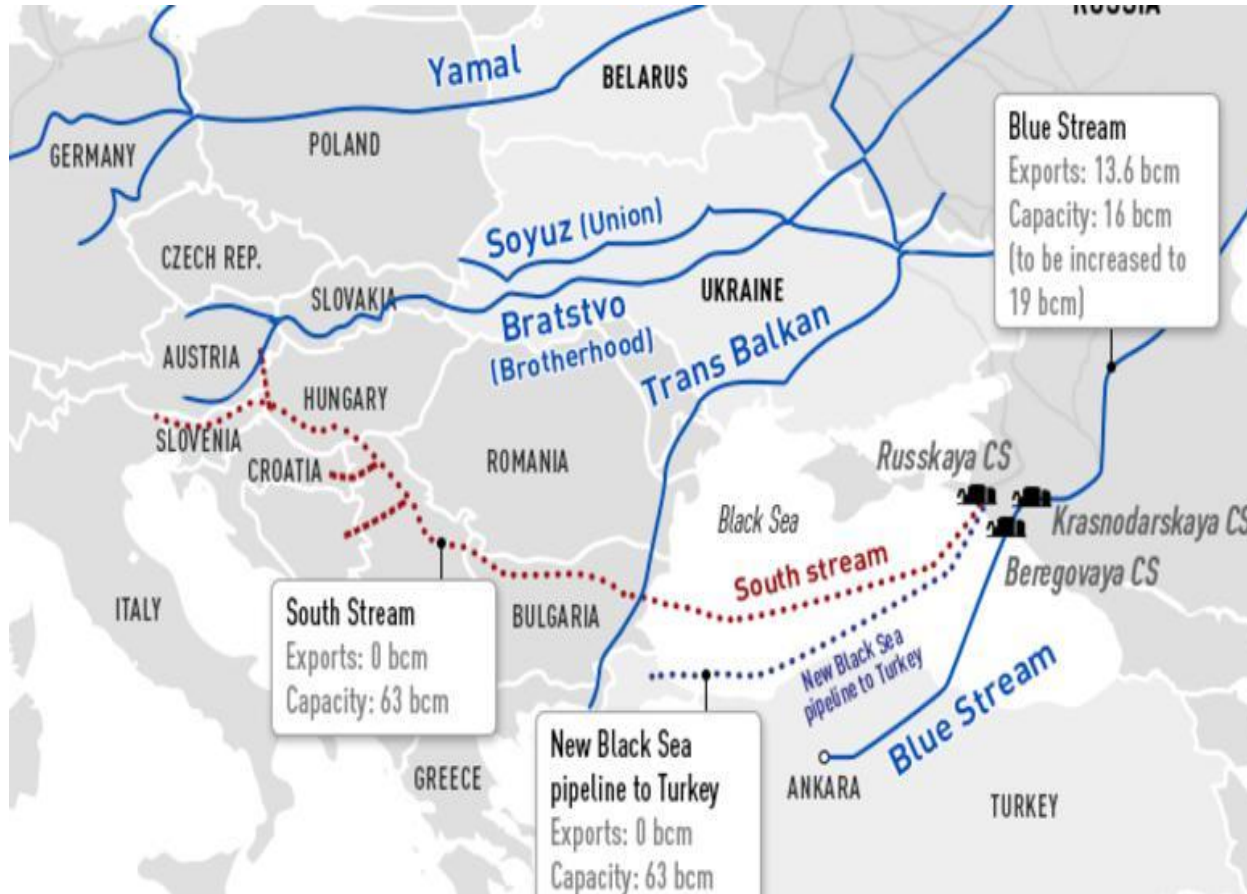 RUSSIA
Yamal
BELARUS
GERMANY
POLAND
Blue Stream
Exports: 13.6 bcm
Capacity: 16 bcm
(to be increased to
19 bcm)
Soyuz (Union)
CZECH REP.
SLOVAKIA
UKRAINE
Bratstvo
(Brotherhood)
Trans Balkan
AUSTRIA
HUNGARY
SLOVENIA
CROATIA
ROMANIA
Russkaya CS
Black Sea
Krasnodarskaya CS
Beregovaya CS
South stream
ITALY
South Stream
Exports: 0 bcm
Capacity: 63 bcm
BULGARIA
New Black Sea
pipeline to Turkey
Blue Stream
New Black Sea
pipeline to Turkey
Exports: 0 bcm
Capacity: 63 bcm
GREECE
ANKARA
TURKEY